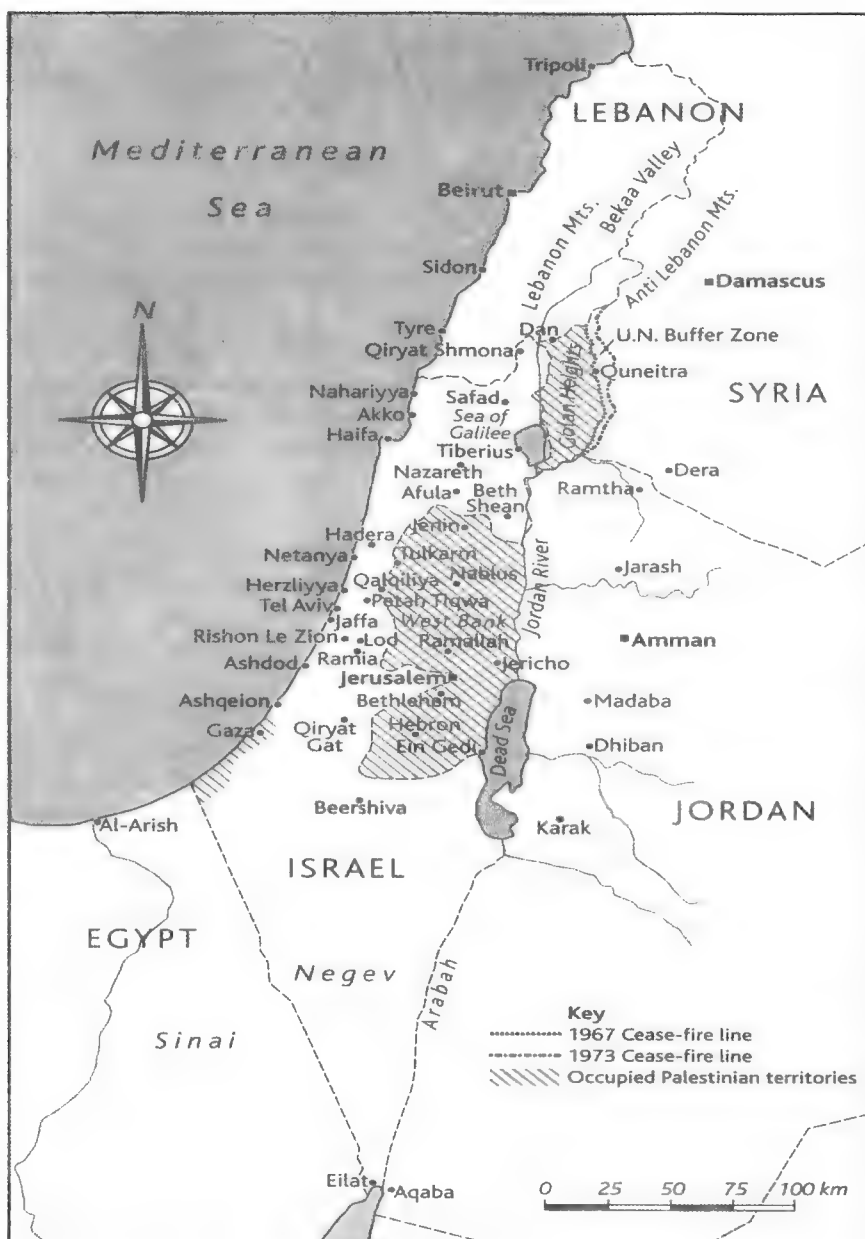 Tripoli
LEBANON
Mediterranean
Sea
Bekaa Valley
Beirut
Lebanon Mts.
Anti Lebanon Mts.
Sidon
Damascus
N
Tyre
Dan
U.N. Buffer Zone
Qiryat Shmona
Quneitra
Golan Heights
Nahariyya
Safad
SYRIA
Akko
Sea of
Galilee
Haifa
Tiberius
Nazareth
Dera
Afula
Beth
Shean
Ramtha
Jenin
Hadera
Netanya
Tulkarm
Jordan River
Nablus
Jarash
Herzliyya
Qalqiliya
Petah Tiqwa
Tel Aviv
Jaffa
West Bank
Rishon Le Zion
Lod
Ramallah
Amman
Ashdod
Ramia
Jericho
Jerusalem
Ashqeion
Bethleham
Madaba
Gaza
Qiryat
Gat
Hebron
Dead Sea
Ein Gedi
Dhiban
Beershiva
Al-Arish
Karak
JORDAN
ISRAEL
EGYPT
Negev
Arabah
Sinai
Key
1967 Cease-fire line
1973 Cease-fire line
Occupied Palestinian territories
Eilat
Aqaba
0 25 50 75 100 km